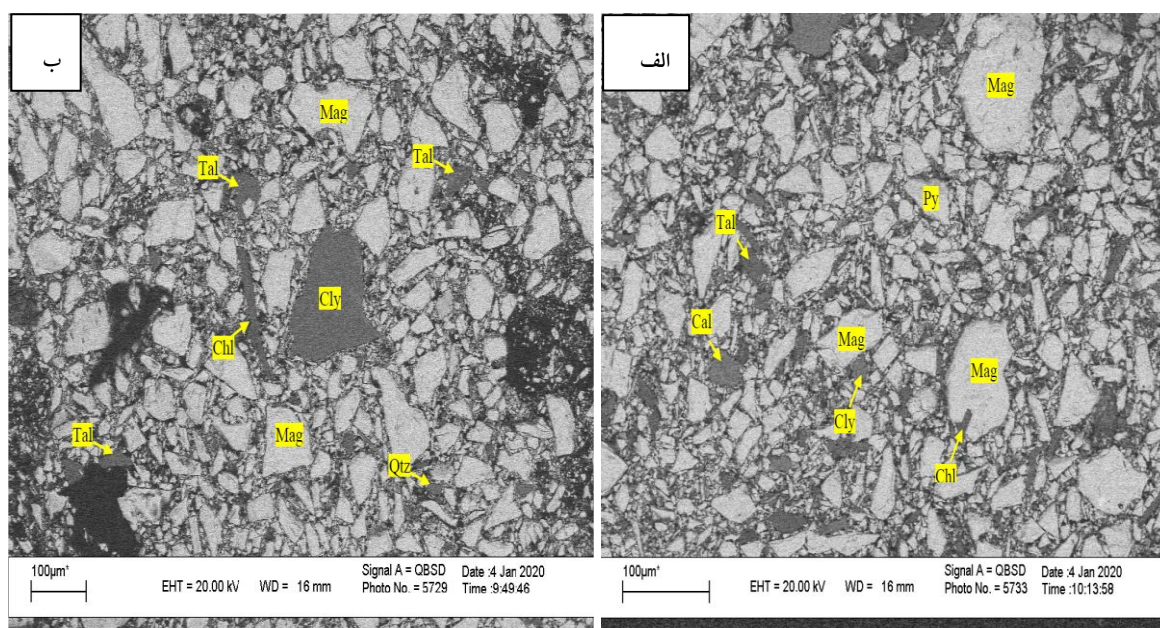 ب
Mag
Tal
Tal
Cly
Chl
Mag
Tal
Qtz
100µm*
EHT = 20.00 kV
WD = 16 mm
Signal A = QBSD
Photo No. = 5729
Date :4 Jan 2020
Time :9:49:46
الف
Mag
Py
Tal
Cal
Mag
Mag
Cly
Chl
100µm*
EHT = 20.00 kV
WD = 16 mm
Signal A = QBSD
Photo No. = 5733
Date :4 Jan 2020
Time :10:13:58